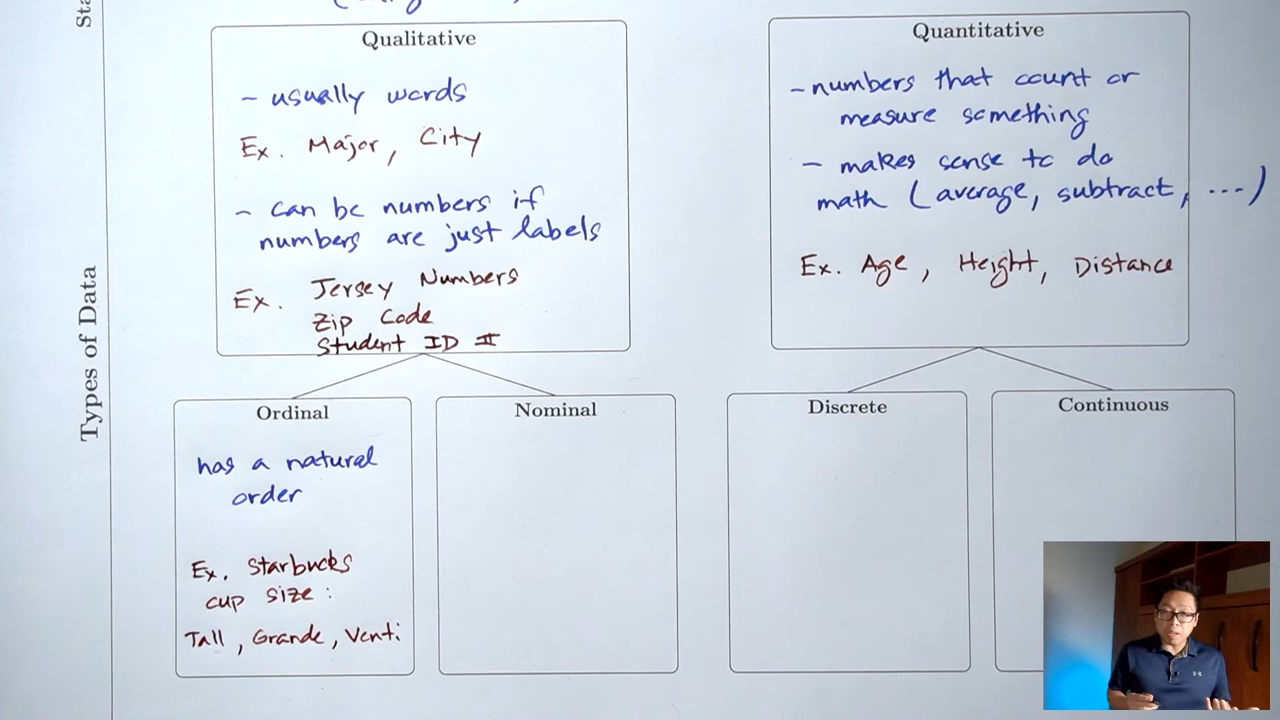 Qualitative
- usually words
Ex. Major, City
- can be numbers if
numbers are just labels
Ex. Jersey Numbers
Zip Code
Student ID #
Quantitative
- numbers that count or
measure something
- makes sense to do
math (average, subtract, ...)
Ex. Age, Height, Distance
Types of Data
Ordinal
has a natural
order
Ex. Starbucks
cup size:
Tall, Grande, Venti
Nominal
Discrete
Continuous